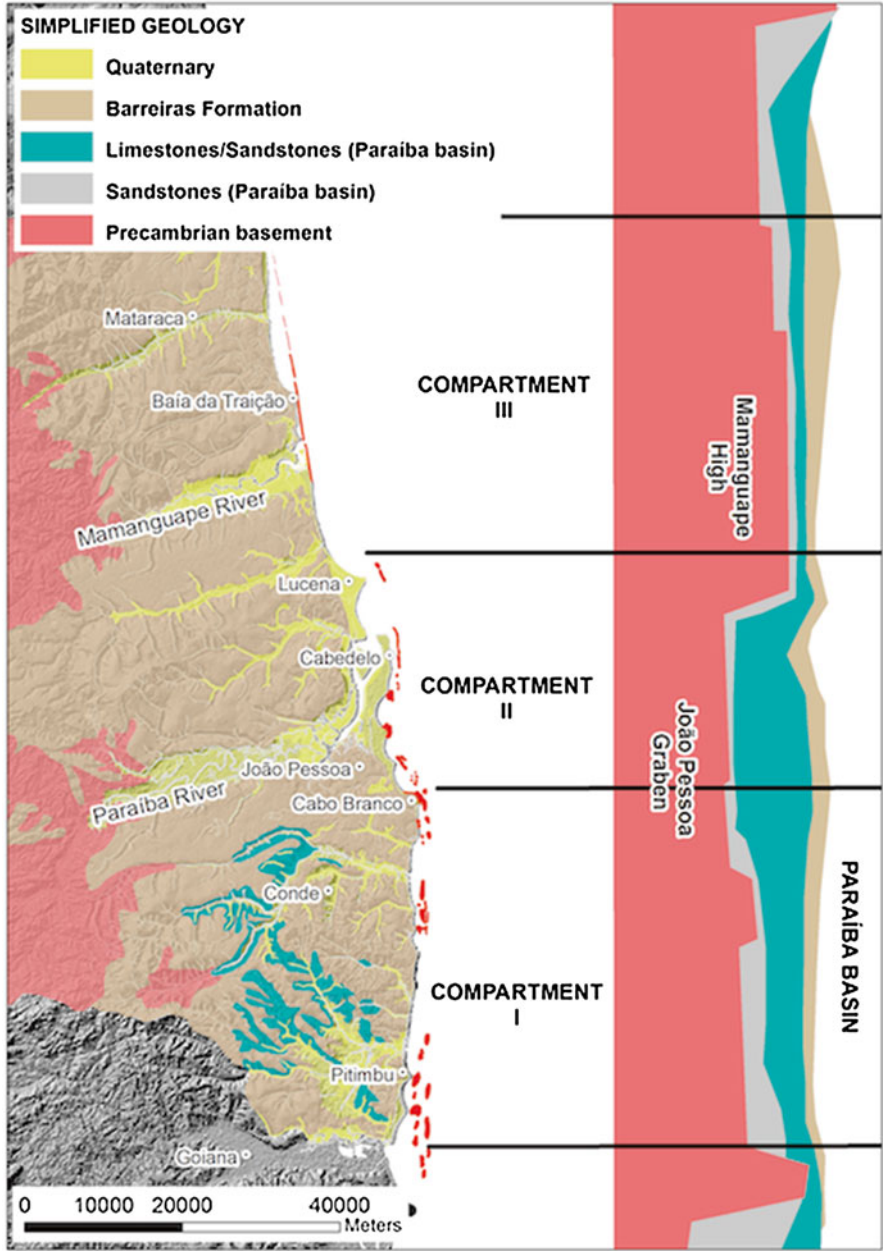 SIMPLIFIED GEOLOGY
Quaternary
Barreiras Formation
Limestones/Sandstones (Paraíba basin)
Sandstones (Paraíba basin)
Precambrian basement
Mataraca
Baía da Traição
Mamanguape River
Lucena
Cabedelo
João Pessoa
Paraíba River
Cabo Branco
Conde
Pitimbu
Goiana
COMPARTMENT
III
COMPARTMENT
II
COMPARTMENT
I
Mamanguape
High
João Pessoa
Graben
PARAÍBA BASIN
0 10000 20000 40000
Meters